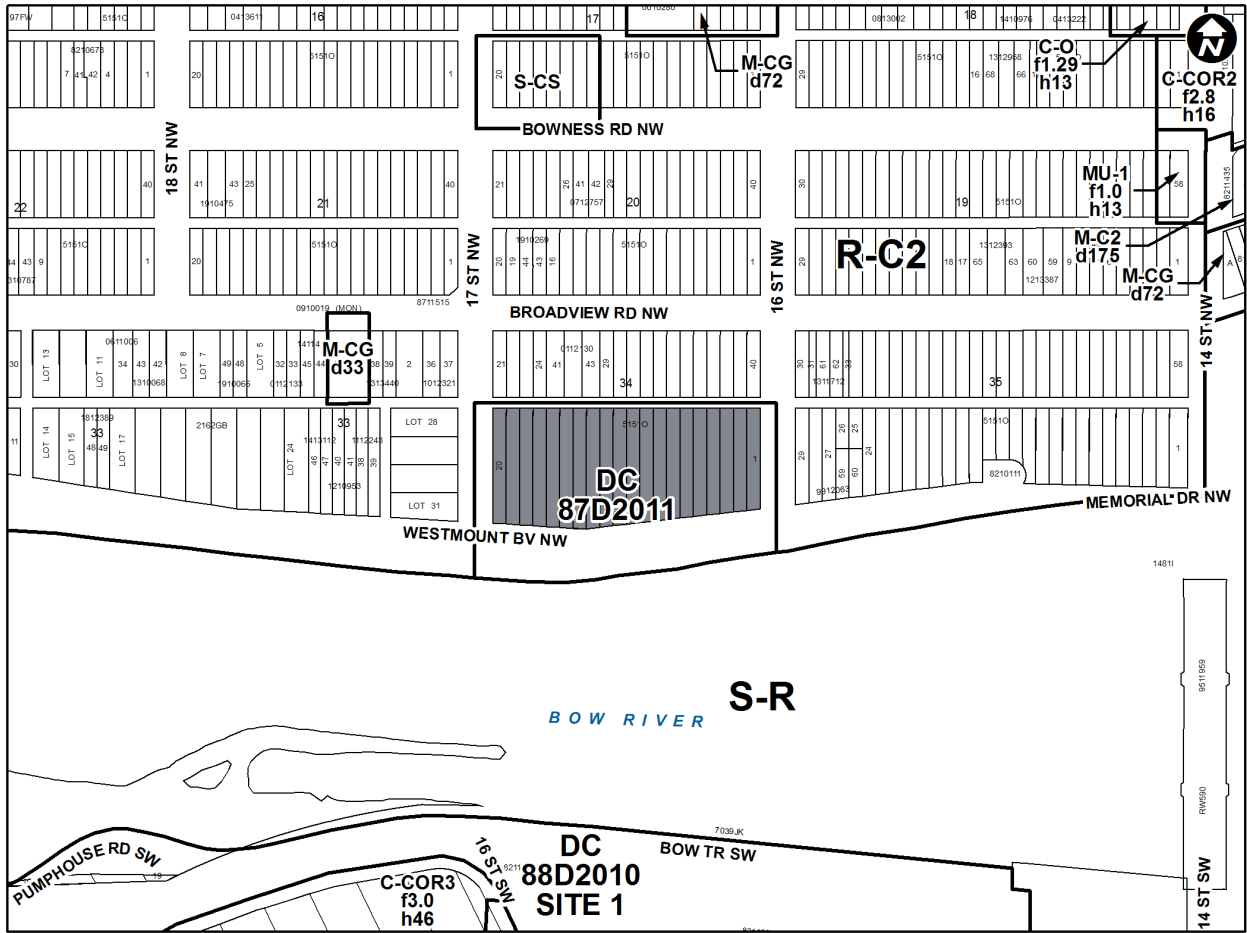 97FW
5151O
0413611
16
17
0010280
0813002
18
1410976
0413222
N
8210678
7
41
42
4
1
20
5151O
1
20
S-CS
M-CG
d72
29
5151O
1312958
16
68
66
C-O
f1.29
h13
C-COR2
f2.8
h16
BOWNESS RD NW
18 ST NW
40
41
43
25
1910475
21
40
21
26
41
42
29
0712757
20
40
30
19
5151O
MU-1
f1.0
h13
58
8211435
22
5151O
44
43
9
1310787
1
20
5151O
1
17 ST NW
20
19
44
43
16
1910269
5151O
1
16 ST NW
29
R-C2
18
17
65
1312393
63
60
59
9
1213387
1
M-C2
d175
M-CG
d72
A
0910019 (MON)
8711515
BROADVIEW RD NW
14 ST NW
30
LOT 13
0611006
LOT 11
34
43
42
1310068
LOT 8
LOT 7
49
48
1910066
LOT 5
32
33
45
44
0112133
14114
M-CG
d33
38
39
2
36
37
1313440
1012321
21
24
41
0112130
43
29
34
40
30
31
61
62
33
1311712
35
58
11
LOT 14
LOT 15
1812389
33
48
49
LOT 17
2162GB
LOT 24
33
1413112
1112243
46
47
40
41
38
39
1210953
LOT 28
LOT 31
20
5151O
1
DC
87D2011
29
27
26
25
24
59
60
9912063
5151O
8210111
1
WESTMOUNT BV NW
MEMORIAL DR NW
1481I
9511959
S-R
BOW RIVER
RW590
7039JK
BOW TR SW
PUMPHOUSE RD SW
19
16 ST SW
8211
DC
88D2010
SITE 1
C-COR3
f3.0
h46
14 ST SW